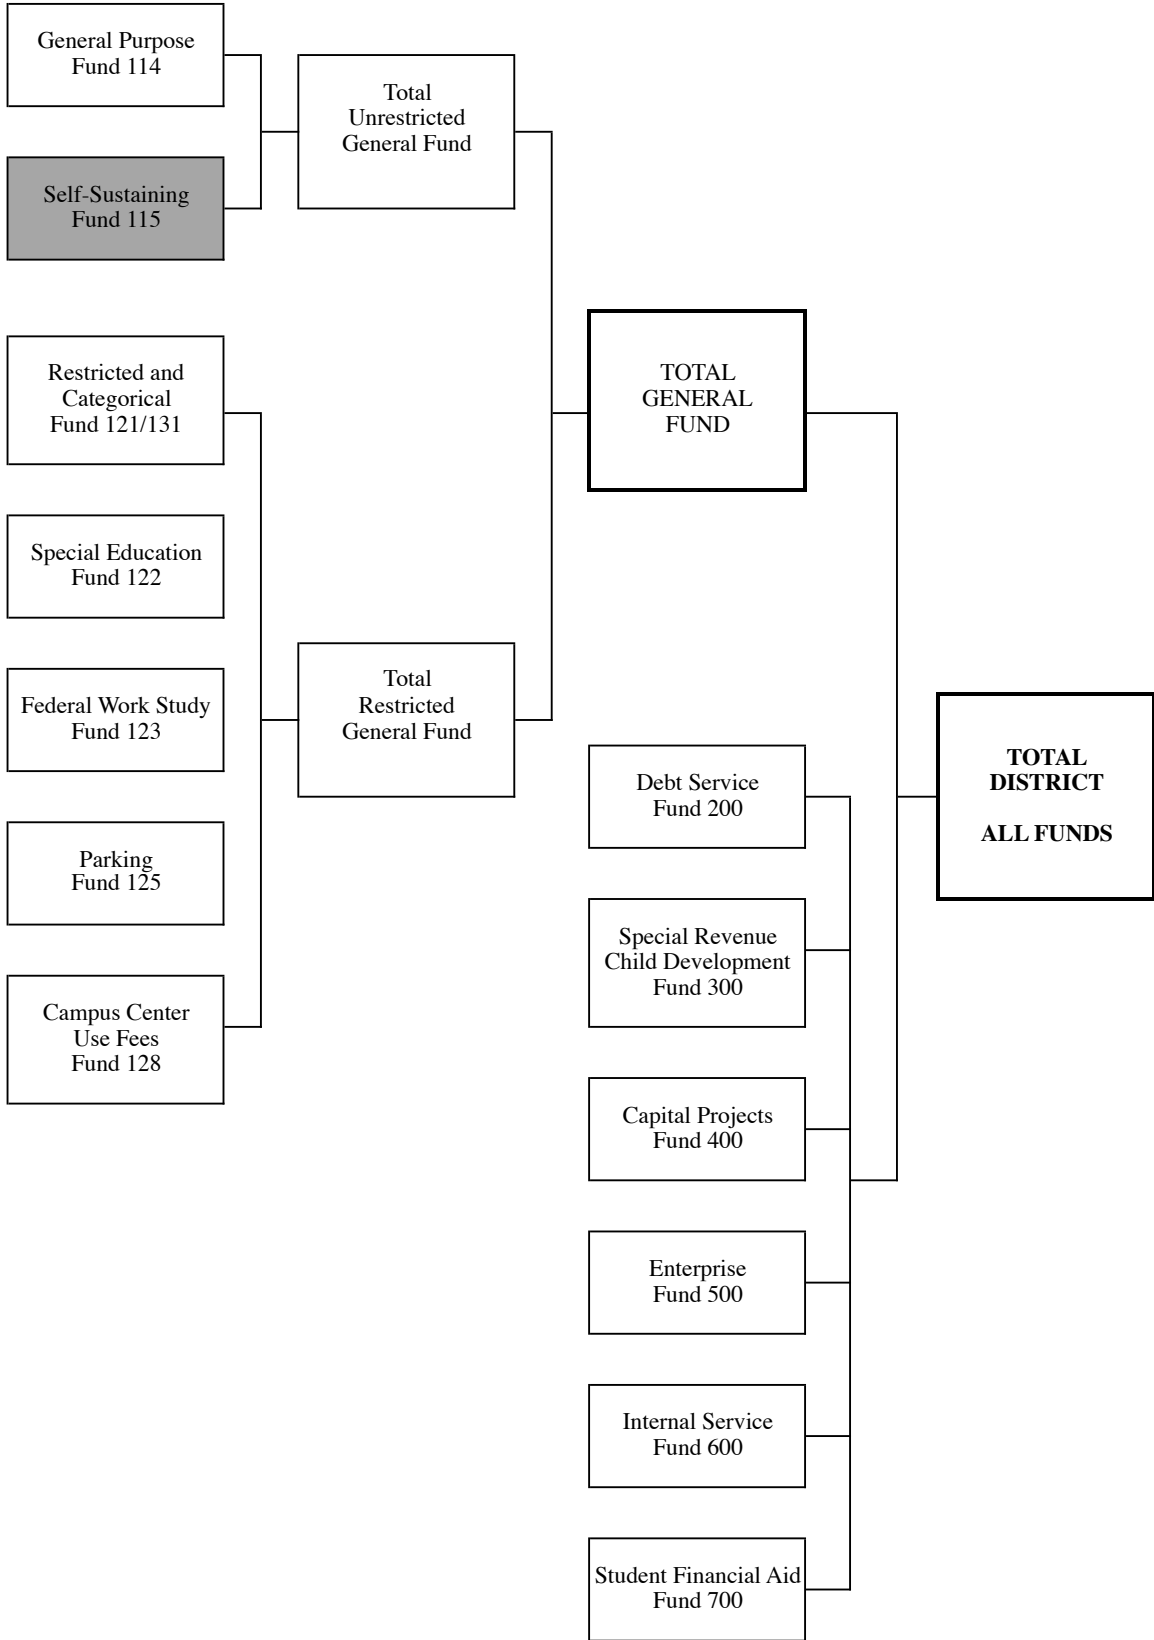 General Purpose
Fund 114
Self-Sustaining
Fund 115
Restricted and
Categorical
Fund 121/131
Special Education
Fund 122
Federal Work Study
Fund 123
Parking
Fund 125
Campus Center
Use Fees
Fund 128
Total
Unrestricted
General Fund
Total
Restricted
General Fund
TOTAL
GENERAL
FUND
Debt Service
Fund 200
Special Revenue
Child Development
Fund 300
Capital Projects
Fund 400
Enterprise
Fund 500
Internal Service
Fund 600
Student Financial Aid
Fund 700
TOTAL
DISTRICT
ALL FUNDS